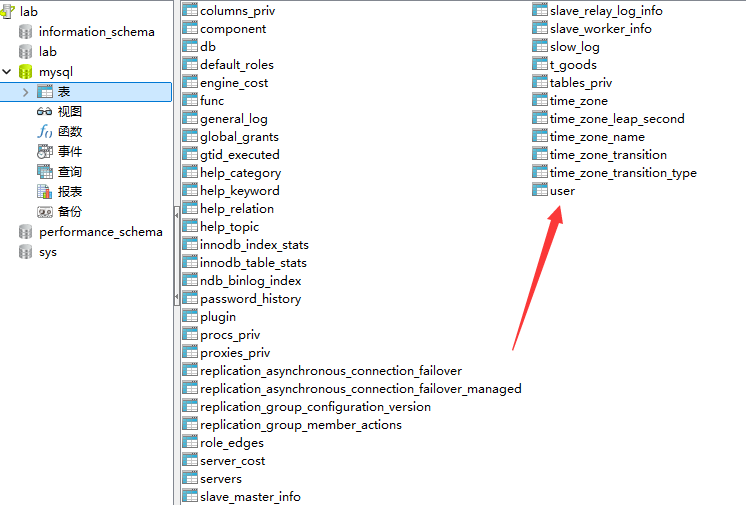 lab
information_schema
lab
mysql
表
视图
函数
事件
查询
报表
备份
performance_schema
sys
columns_priv
component
db
default_roles
engine_cost
func
general_log
global_grants
gtid_executed
help_category
help_keyword
help_relation
help_topic
innodb_index_stats
innodb_table_stats
ndb_binlog_index
password_history
plugin
procs_priv
proxies_priv
replication_asynchronous_connection_failover
replication_asynchronous_connection_failover_managed
replication_group_configuration_version
replication_group_member_actions
role_edges
server_cost
servers
slave_master_info
slave_relay_log_info
slave_worker_info
slow_log
t_goods
tables_priv
time_zone
time_zone_leap_second
time_zone_name
time_zone_transition
time_zone_transition_type
user